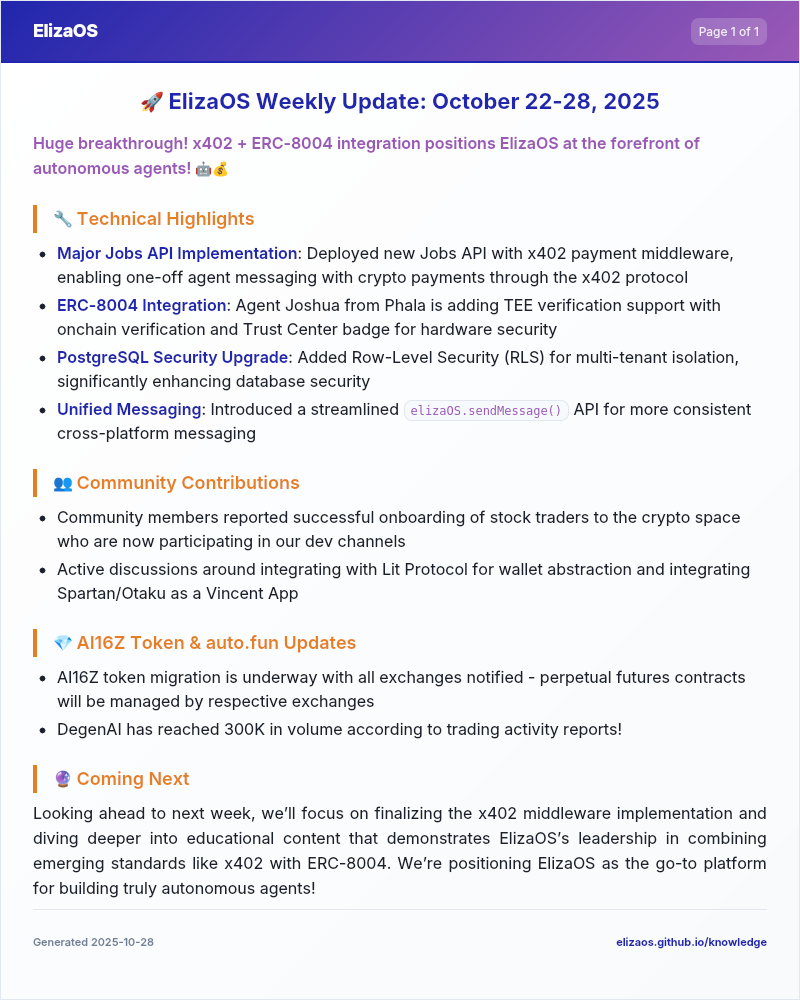 ElizaOS
Page 1 of 1
🚀 ElizaOS Weekly Update: October 22-28, 2025
Huge breakthrough! x402 + ERC-8004 integration positions ElizaOS at the forefront of
autonomous agents! 🤖💰
🔧 Technical Highlights
• Major Jobs API Implementation: Deployed new Jobs API with x402 payment middleware,
enabling one-off agent messaging with crypto payments through the x402 protocol
• ERC-8004 Integration: Agent Joshua from Phala is adding TEE verification support with
onchain verification and Trust Center badge for hardware security
• PostgreSQL Security Upgrade: Added Row-Level Security (RLS) for multi-tenant isolation,
significantly enhancing database security
• Unified Messaging: Introduced a streamlined elizaOS.sendMessage() API for more consistent
cross-platform messaging
👥 Community Contributions
• Community members reported successful onboarding of stock traders to the crypto space
who are now participating in our dev channels
• Active discussions around integrating with Lit Protocol for wallet abstraction and integrating
Spartan/Otaku as a Vincent App
💎 AI16Z Token & auto.fun Updates
• AI16Z token migration is underway with all exchanges notified - perpetual futures contracts
will be managed by respective exchanges
• DegenAI has reached 300K in volume according to trading activity reports!
🔮 Coming Next
Looking ahead to next week, we’ll focus on finalizing the x402 middleware implementation and
diving deeper into educational content that demonstrates ElizaOS’s leadership in combining
emerging standards like x402 with ERC-8004. We’re positioning ElizaOS as the go-to platform
for building truly autonomous agents!
Generated 2025-10-28
elizaos.github.io/knowledge